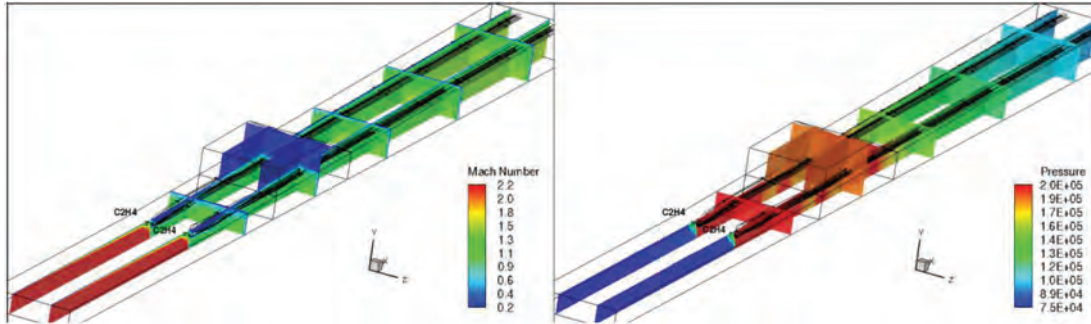 C2H4
C2H4
Mach Number
2.2
2.0
1.8
1.5
1.3
1.1
0.9
0.6
0.4
0.2
Y
X
Z
C2H4
C2H4
Pressure
2.0E+05
1.9E+05
1.7E+05
1.6E+05
1.4E+05
1.3E+05
1.2E+05
1.0E+05
8.9E+04
7.5E+04
Y
X
Z